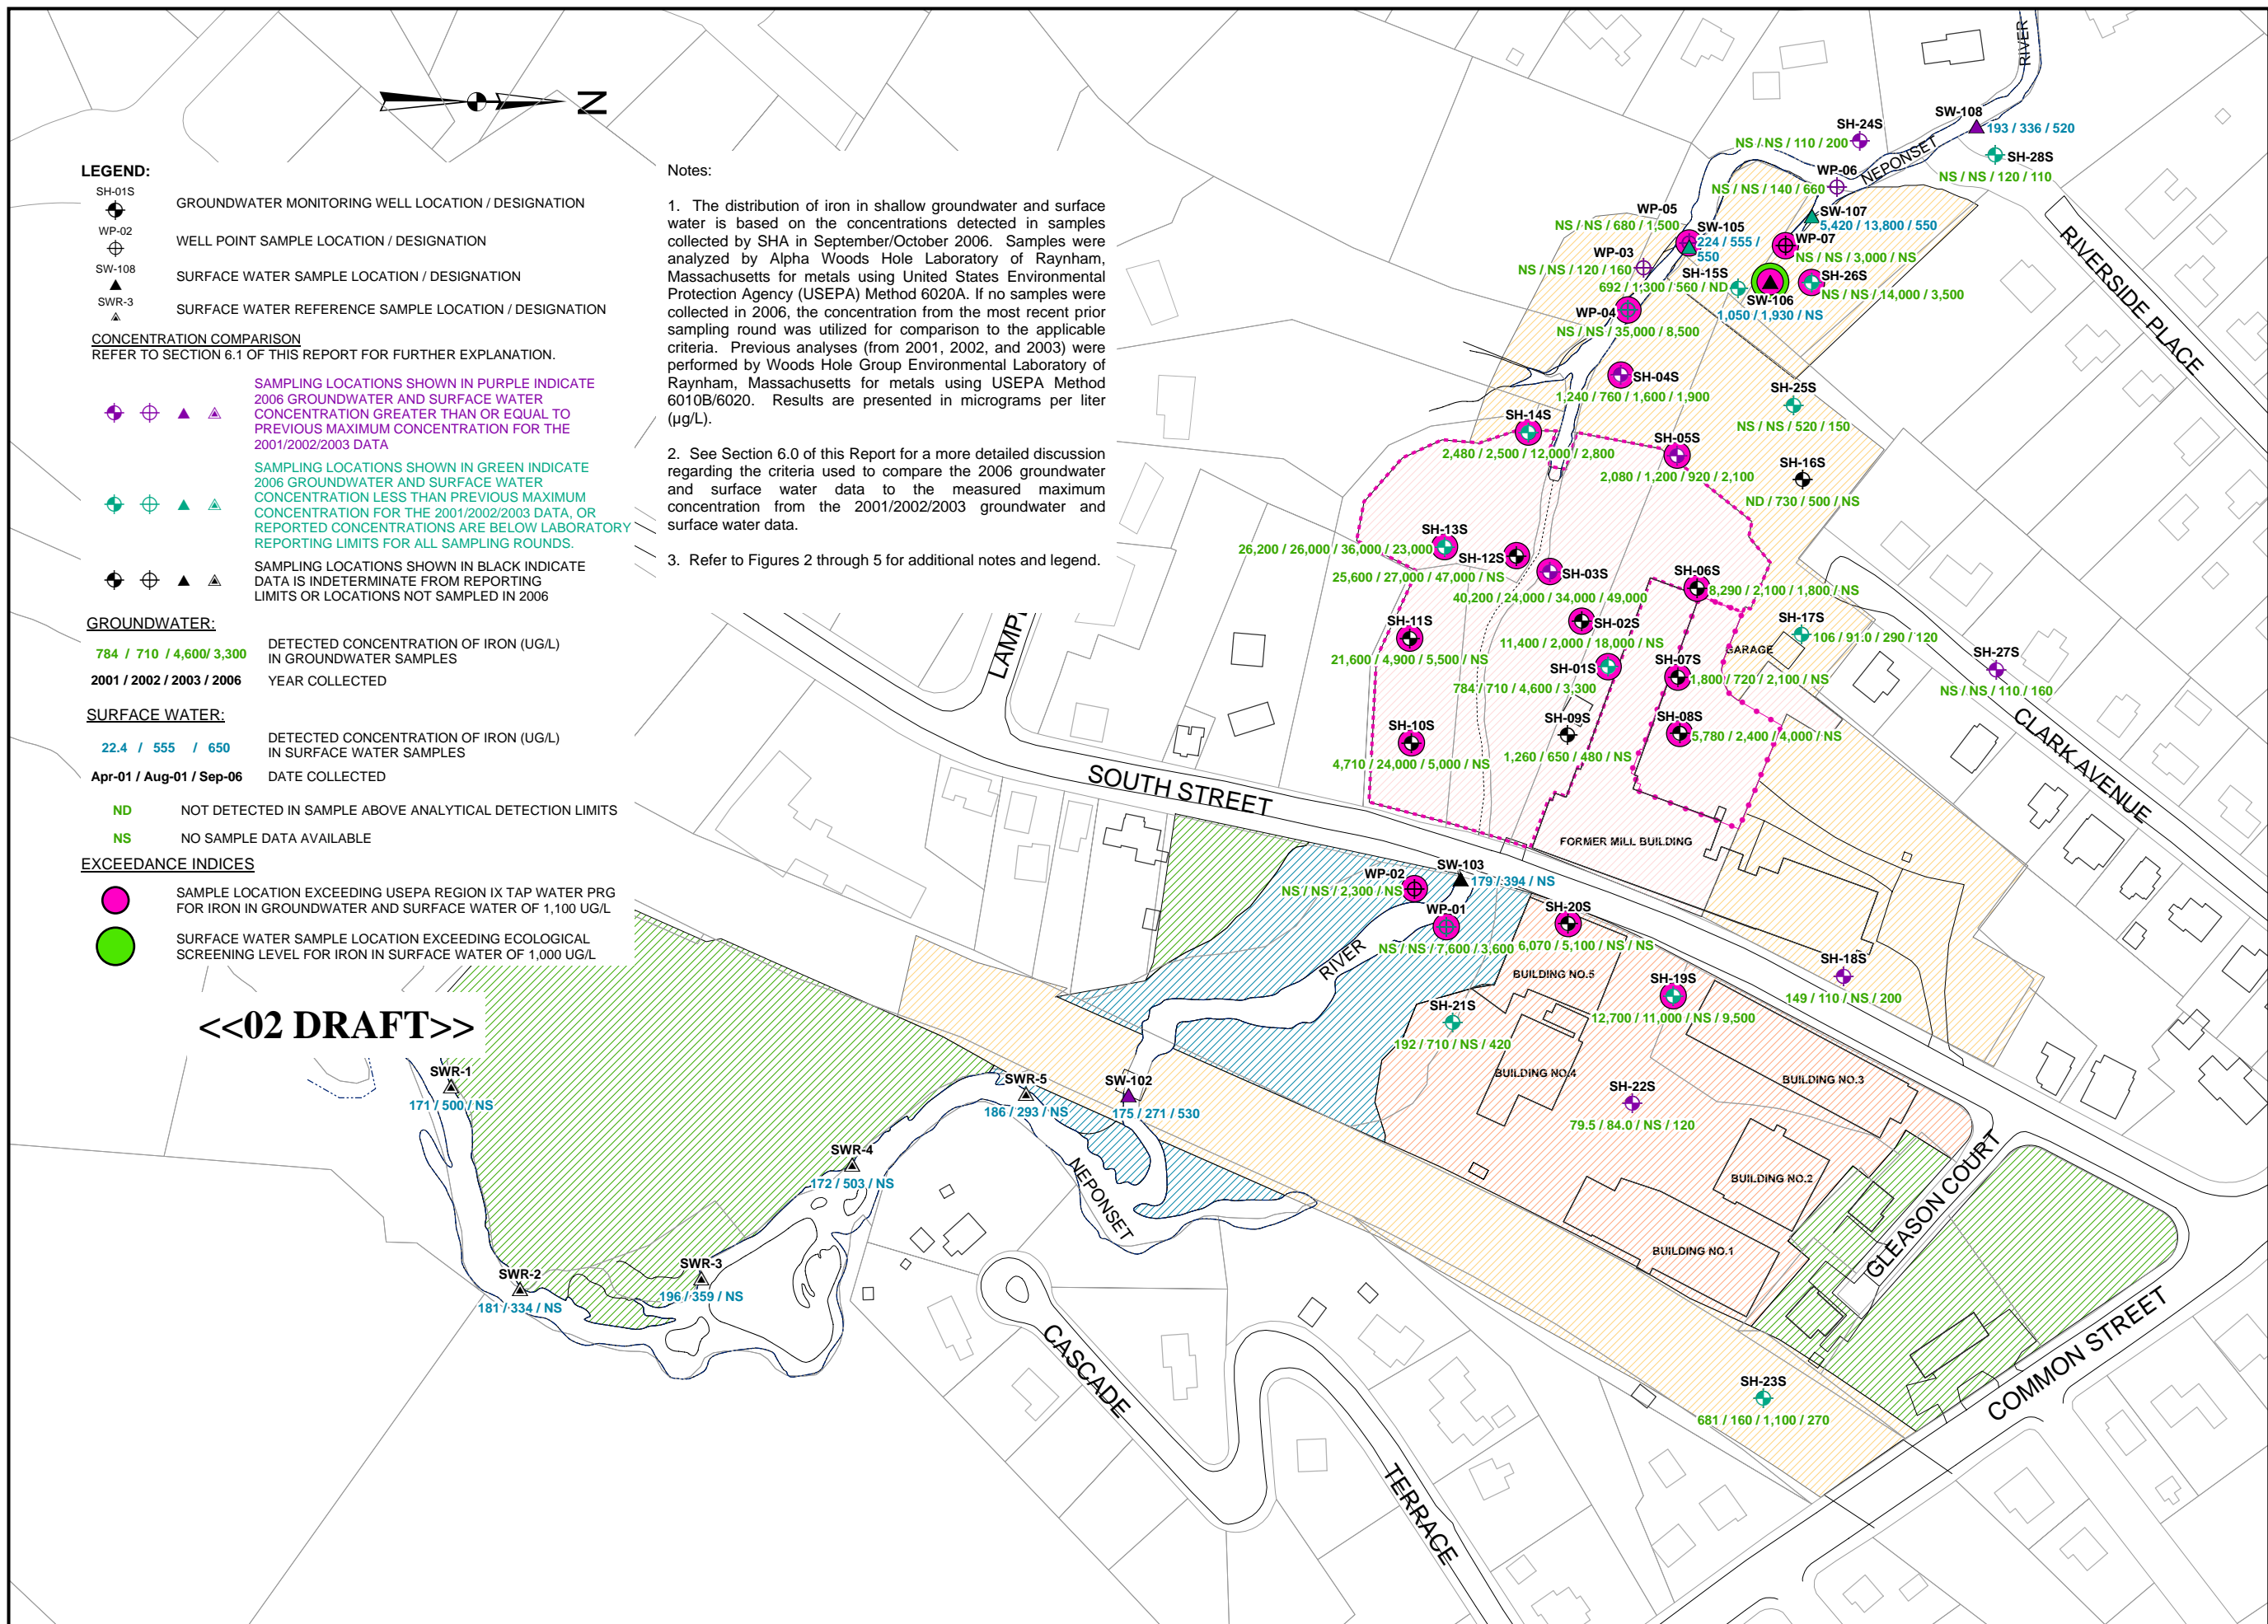 N
LEGEND:
SH-01S
GROUNDWATER MONITORING WELL LOCATION / DESIGNATION
WP-02
WELL POINT SAMPLE LOCATION / DESIGNATION
SW-108
SURFACE WATER SAMPLE LOCATION / DESIGNATION
SWR-3
SURFACE WATER REFERENCE SAMPLE LOCATION / DESIGNATION
CONCENTRATION COMPARISON
REFER TO SECTION 6.1 OF THIS REPORT FOR FURTHER EXPLANATION.
SAMPLING LOCATIONS SHOWN IN PURPLE INDICATE
2006 GROUNDWATER AND SURFACE WATER
CONCENTRATION GREATER THAN OR EQUAL TO
PREVIOUS MAXIMUM CONCENTRATION FOR THE
2001/2002/2003 DATA
SAMPLING LOCATIONS SHOWN IN GREEN INDICATE
2006 GROUNDWATER AND SURFACE WATER
CONCENTRATION LESS THAN PREVIOUS MAXIMUM
CONCENTRATION FOR THE 2001/2002/2003 DATA, OR
REPORTED CONCENTRATIONS ARE BELOW LABORATORY
REPORTING LIMITS FOR ALL SAMPLING ROUNDS.
SAMPLING LOCATIONS SHOWN IN BLACK INDICATE
DATA IS INDETERMINATE FROM REPORTING
LIMITS OR LOCATIONS NOT SAMPLED IN 2006
GROUNDWATER:
784 / 710 / 4,600/ 3,300
DETECTED CONCENTRATION OF IRON (UG/L)
IN GROUNDWATER SAMPLES
2001 / 2002 / 2003 / 2006
YEAR COLLECTED
SURFACE WATER:
22.4 / 555 / 650
DETECTED CONCENTRATION OF IRON (UG/L)
IN SURFACE WATER SAMPLES
Apr-01 / Aug-01 / Sep-06
DATE COLLECTED
ND
NOT DETECTED IN SAMPLE ABOVE ANALYTICAL DETECTION LIMITS
NS
NO SAMPLE DATA AVAILABLE
EXCEEDANCE INDICES
SAMPLE LOCATION EXCEEDING USEPA REGION IX TAP WATER PRG
FOR IRON IN GROUNDWATER AND SURFACE WATER OF 1,100 UG/L
SURFACE WATER SAMPLE LOCATION EXCEEDING ECOLOGICAL
SCREENING LEVEL FOR IRON IN SURFACE WATER OF 1,000 UG/L
<<02 DRAFT>>
Notes:
1. The distribution of iron in shallow groundwater and surface
water is based on the concentrations detected in samples
collected by SHA in September/October 2006. Samples were
analyzed by Alpha Woods Hole Laboratory of Raynham,
Massachusetts for metals using United States Environmental
Protection Agency (USEPA) Method 6020A. If no samples were
collected in 2006, the concentration from the most recent prior
sampling round was utilized for comparison to the applicable
criteria. Previous analyses (from 2001, 2002, and 2003) were
performed by Woods Hole Group Environmental Laboratory of
Raynham, Massachusetts for metals using USEPA Method
6010B/6020. Results are presented in micrograms per liter
(µg/L).
2. See Section 6.0 of this Report for a more detailed discussion
regarding the criteria used to compare the 2006 groundwater
and surface water data to the measured maximum
concentration from the 2001/2002/2003 groundwater and
surface water data.
3. Refer to Figures 2 through 5 for additional notes and legend.
RIVER
SW-108
193 / 336 / 520
SH-24S
NS / NS / 110 / 200
NEPONSET
SH-28S
NS / NS / 120 / 110
WP-06
NS / NS / 140 / 660
SW-107
5,420 / 13,800 / 550
WP-05
NS / NS / 680 / 1,500
SW-105
224 / 555 /
550
WP-07
NS / NS / 3,000 / NS
WP-03
NS / NS / 120 / 160
SH-15S
692 / 1,300 / 560 / ND
SH-26S
NS / NS / 14,000 / 3,500
SW-106
1,050 / 1,930 / NS
WP-04
NS / NS / 35,000 / 8,500
RIVERSIDE PLACE
SH-04S
1,240 / 760 / 1,600 / 1,900
SH-25S
NS / NS / 520 / 150
SH-14S
2,480 / 2,500 / 12,000 / 2,800
SH-05S
2,080 / 1,200 / 920 / 2,100
SH-16S
ND / 730 / 500 / NS
SH-13S
26,200 / 26,000 / 36,000 / 23,000
SH-12S
25,600 / 27,000 / 47,000 / NS
SH-03S
40,200 / 24,000 / 34,000 / 49,000
SH-06S
8,290 / 2,100 / 1,800 / NS
SH-11S
21,600 / 4,900 / 5,500 / NS
SH-02S
11,400 / 2,000 / 18,000 / NS
SH-17S
106 / 91.0 / 290 / 120
GARAGE
SH-27S
NS / NS / 110 / 160
SH-01S
784 / 710 / 4,600 / 3,300
SH-07S
1,800 / 720 / 2,100 / NS
SH-10S
4,710 / 24,000 / 5,000 / NS
SH-09S
1,260 / 650 / 480 / NS
SH-08S
5,780 / 2,400 / 4,000 / NS
CLARK AVENUE
LAMP
SOUTH STREET
FORMER MILL BUILDING
WP-02
NS / NS / 2,300 / NS
SW-103
179 / 394 / NS
WP-01
NS / NS / 7,600 / 3,600
SH-20S
6,070 / 5,100 / NS / NS
RIVER
BUILDING NO.5
SH-18S
149 / 110 / NS / 200
SH-19S
12,700 / 11,000 / NS / 9,500
SH-21S
192 / 710 / NS / 420
BUILDING NO.4
BUILDING NO.3
SH-22S
79.5 / 84.0 / NS / 120
BUILDING NO.2
BUILDING NO.1
SWR-1
171 / 500 / NS
SWR-5
186 / 293 / NS
SW-102
175 / 271 / 530
SWR-4
172 / 503 / NS
NEPONSET
SWR-2
181 / 334 / NS
SWR-3
196 / 359 / NS
GLEASON COURT
COMMON STREET
CASCADE
TERRACE
SH-23S
681 / 160 / 1,100 / 270